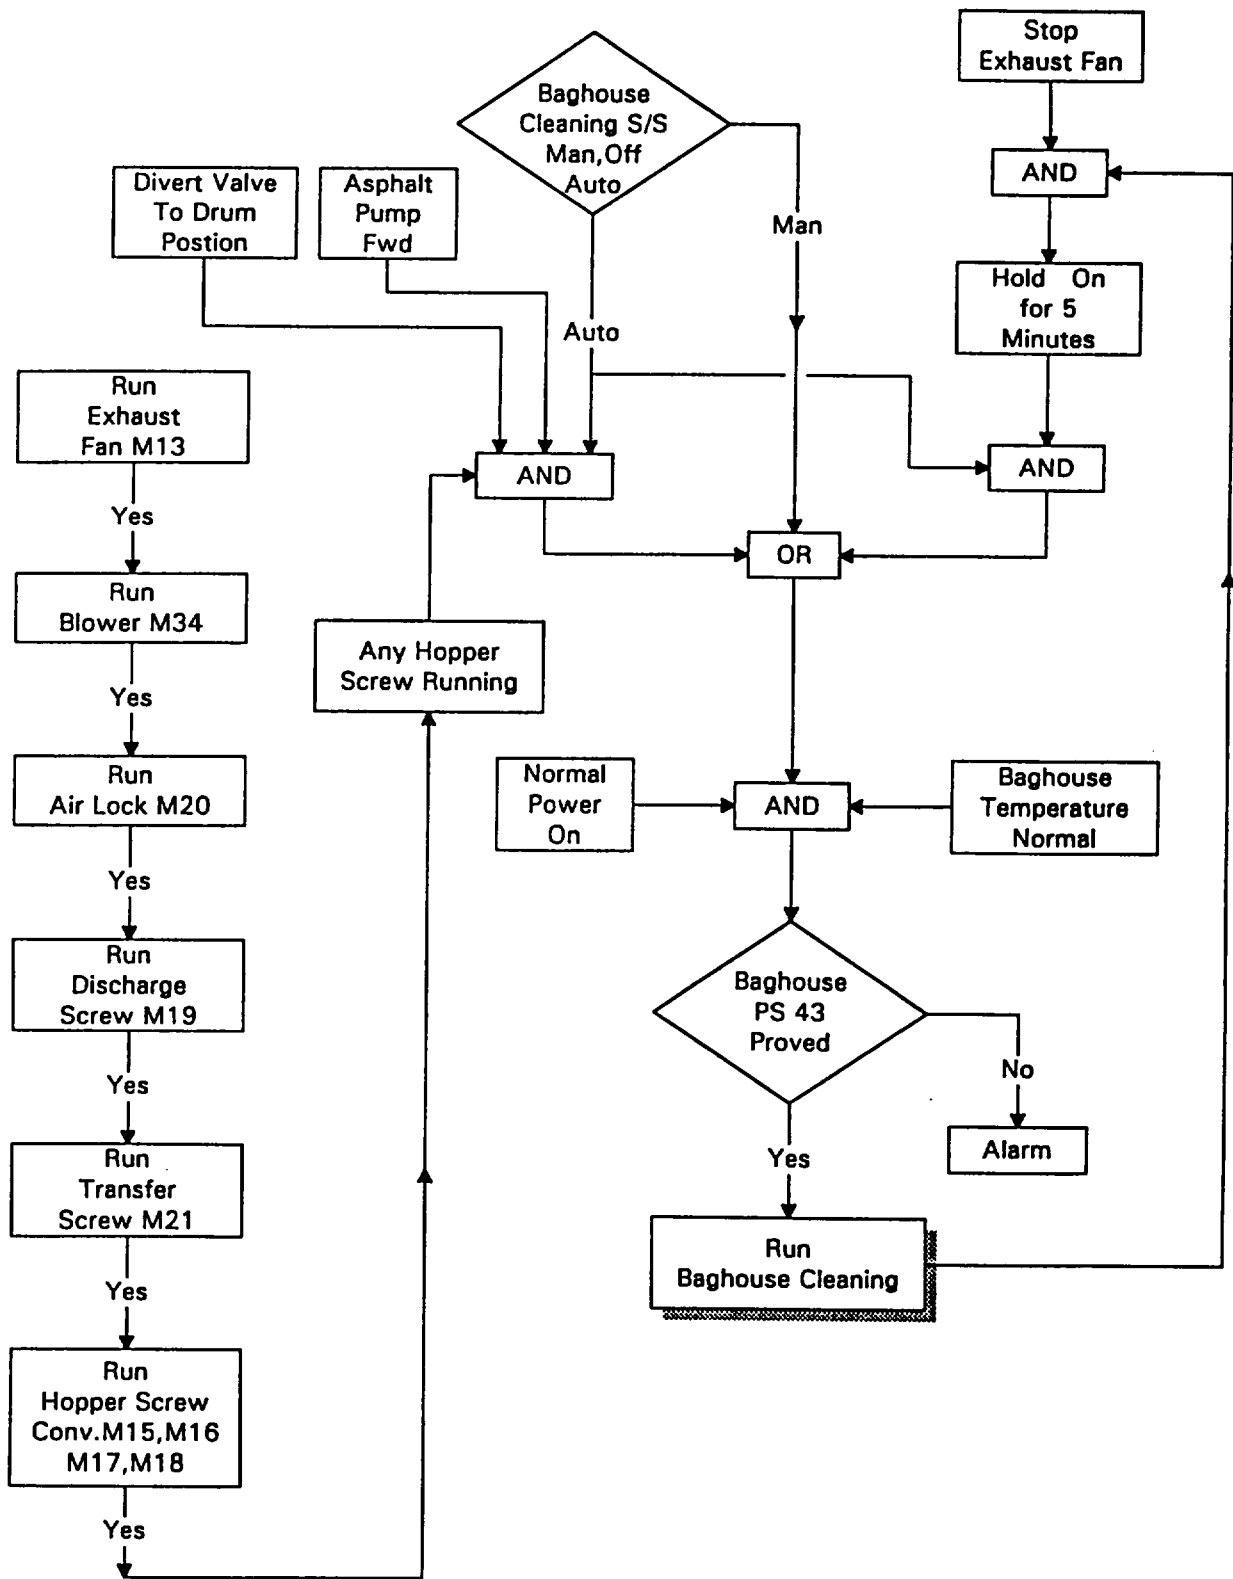 Stop
Exhaust Fan
Baghouse
Cleaning S/S
Man,Off
Auto
AND
Divert Valve
To Drum
Postion
Asphalt
Pump
Fwd
Man
Hold On
for 5
Minutes
Auto
Run
Exhaust
Fan M13
AND
AND
Yes
OR
Run
Blower M34
Any Hopper
Screw Running
Yes
Run
Air Lock M20
Normal
Power
On
AND
Baghouse
Temperature
Normal
Yes
Run
Discharge
Screw M19
Baghouse
PS 43
Proved
No
Yes
Alarm
Run
Transfer
Screw M21
Yes
Run
Baghouse Cleaning
Yes
Run
Hopper Screw
Conv.M15,M16
M17,M18
Yes